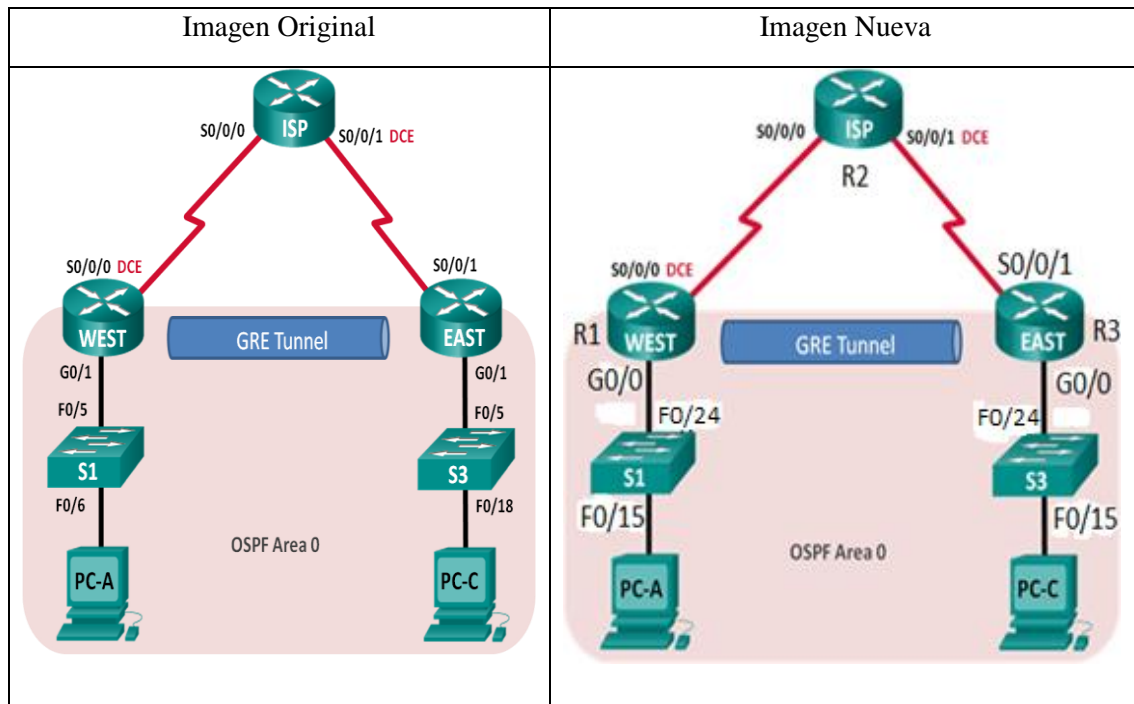 Imagen Original
ISP
S0/0/0
S0/0/1 DCE
S0/0/0 DCE
S0/0/1
WEST
GRE Tunnel
EAST
G0/1
G0/1
F0/5
F0/5
S1
S3
F0/6
F0/18
OSPF Area 0
PC-A
PC-C
Imagen Nueva
ISP
S0/0/0
S0/0/1 DCE
R2
S0/0/0 DCE
S0/0/1
R1
WEST
GRE Tunnel
EAST
R3
G0/0
G0/0
F0/24
F0/24
S1
S3
F0/15
F0/15
OSPF Area 0
PC-A
PC-C